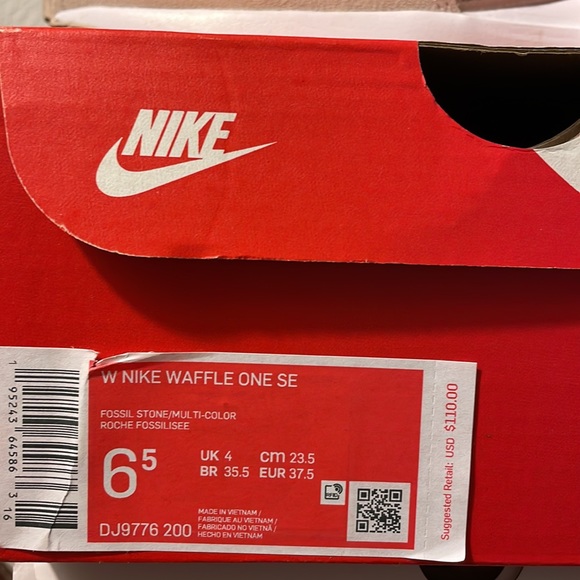 NIKE
W NIKE WAFFLE ONE SE
FOSSIL STONE/MULTI-COLOR
ROCHE FOSSILISEE
6⁵
UK 4
cm 23.5
BR 35.5
EUR 37.5
RFID
DJ9776 200
MADE IN VIETNAM /
FABRIQUE AU VIETNAM /
FABRICADO NO VIETNÃ /
HECHO EN VIETNAM
Suggested Retail: USD $110.00
1 95243 64586 3 16